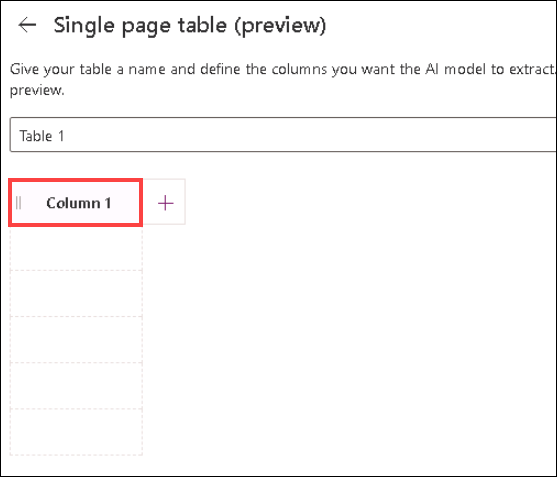 Single page table (preview)
Give your table a name and define the columns you want the AI model to extract.
preview.
Table 1
Column 1